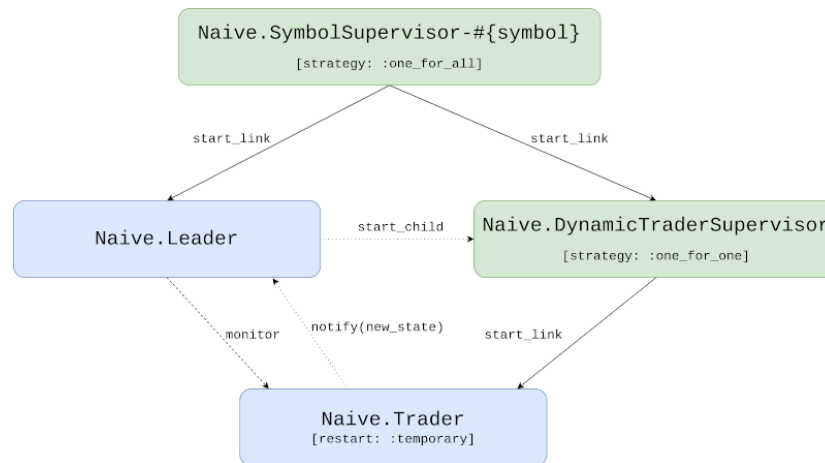 Naive.SymbolSupervisor-#{symbol}
[strategy: :one_for_all]
start_link
start_link
Naive.Leader
start_child
Naive.DynamicTraderSupervisor
[strategy: :one_for_one]
monitor
notify(new_state)
start_link
Naive.Trader
[restart: :temporary]